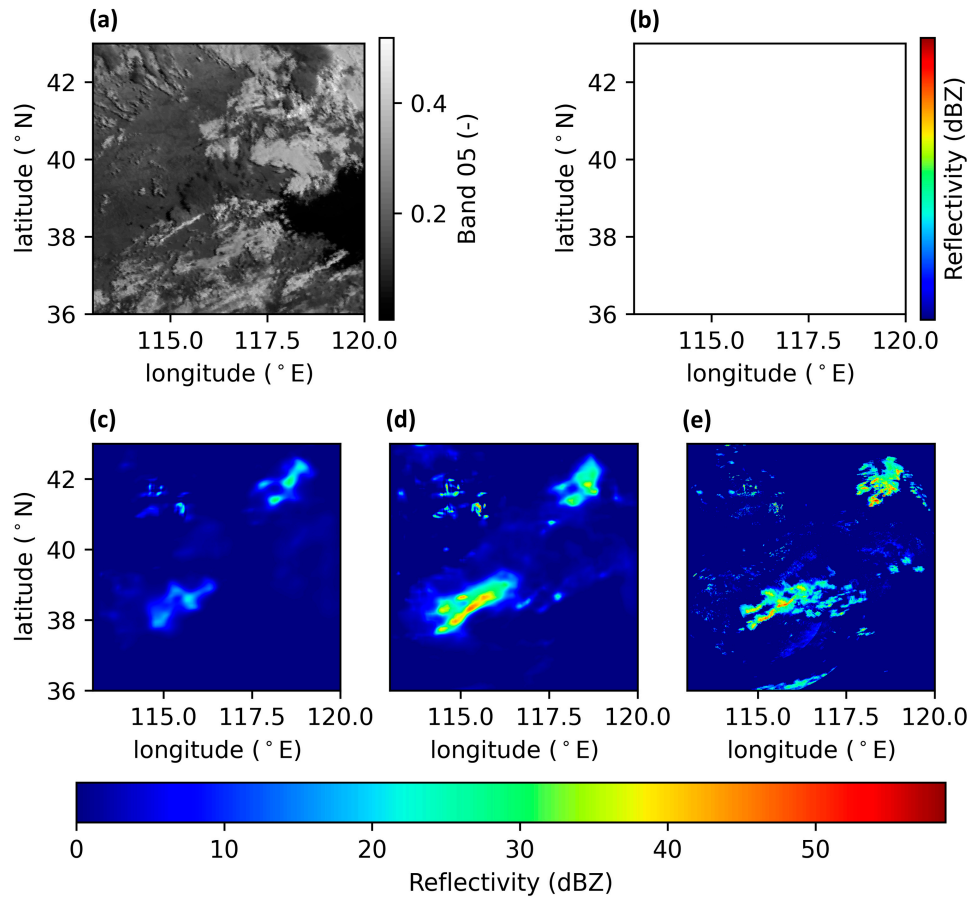 (a)
(b)
42
40
38
36
latitude (°N)
115.0 117.5 120.0
longitude (°E)
0.4
0.2
Band 05 (-)
42
40
38
36
latitude (°N)
115.0 117.5 120.0
longitude (°E)
Reflectivity (dBZ)
(c)
(d)
(e)
42
40
38
36
latitude (°N)
115.0 117.5 120.0
longitude (°E)
115.0 117.5 120.0
longitude (°E)
115.0 117.5 120.0
longitude (°E)
0 10 20 30 40 50
Reflectivity (dBZ)